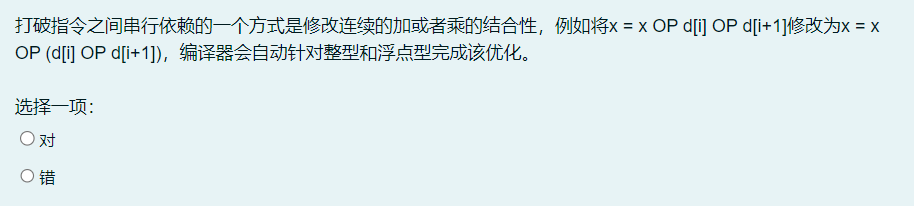 打破指令之间串行依赖的一个方式是修改连续的加或者乘的结合性，例如将x = x OP d[i] OP d[i+1]修改为x = x
OP (d[i] OP d[i+1])，编译器会自动针对整型和浮点型完成该优化。
选择一项：
对
错